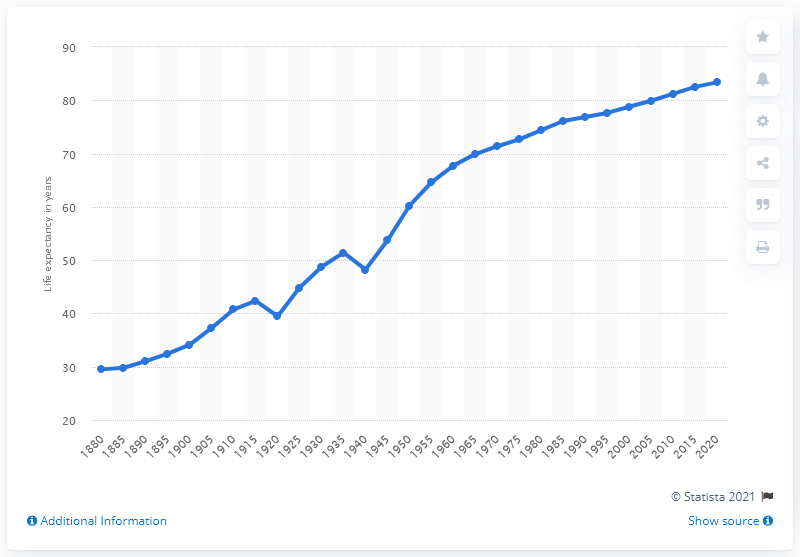 90
80
70
60
50
40
30
20
Life expectancy in years
1880 1885 1890 1895 1900 1905 1910 1915 1920 1925 1930 1935 1940 1945 1950 1955 1960 1965 1970 1975 1980 1985 1990 1995 2000 2005 2010 2015 2020
© Statista 2021
Additional Information
Show source